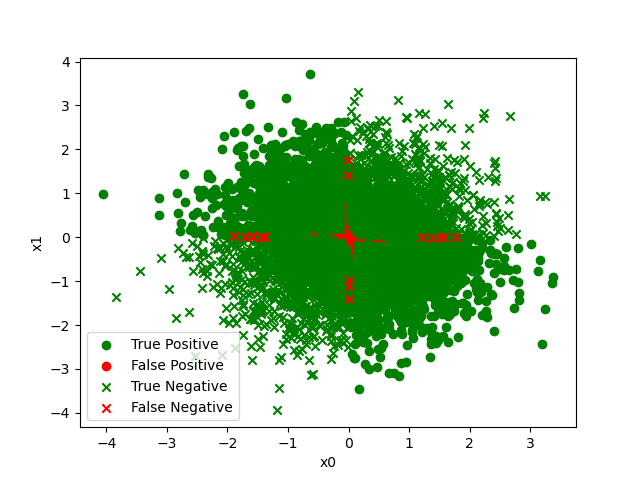 4
3
2
1
0
−1
−2
−3
−4
x1
True Positive
False Positive
True Negative
False Negative
−4 −3 −2 −1 0 1 2 3
x0